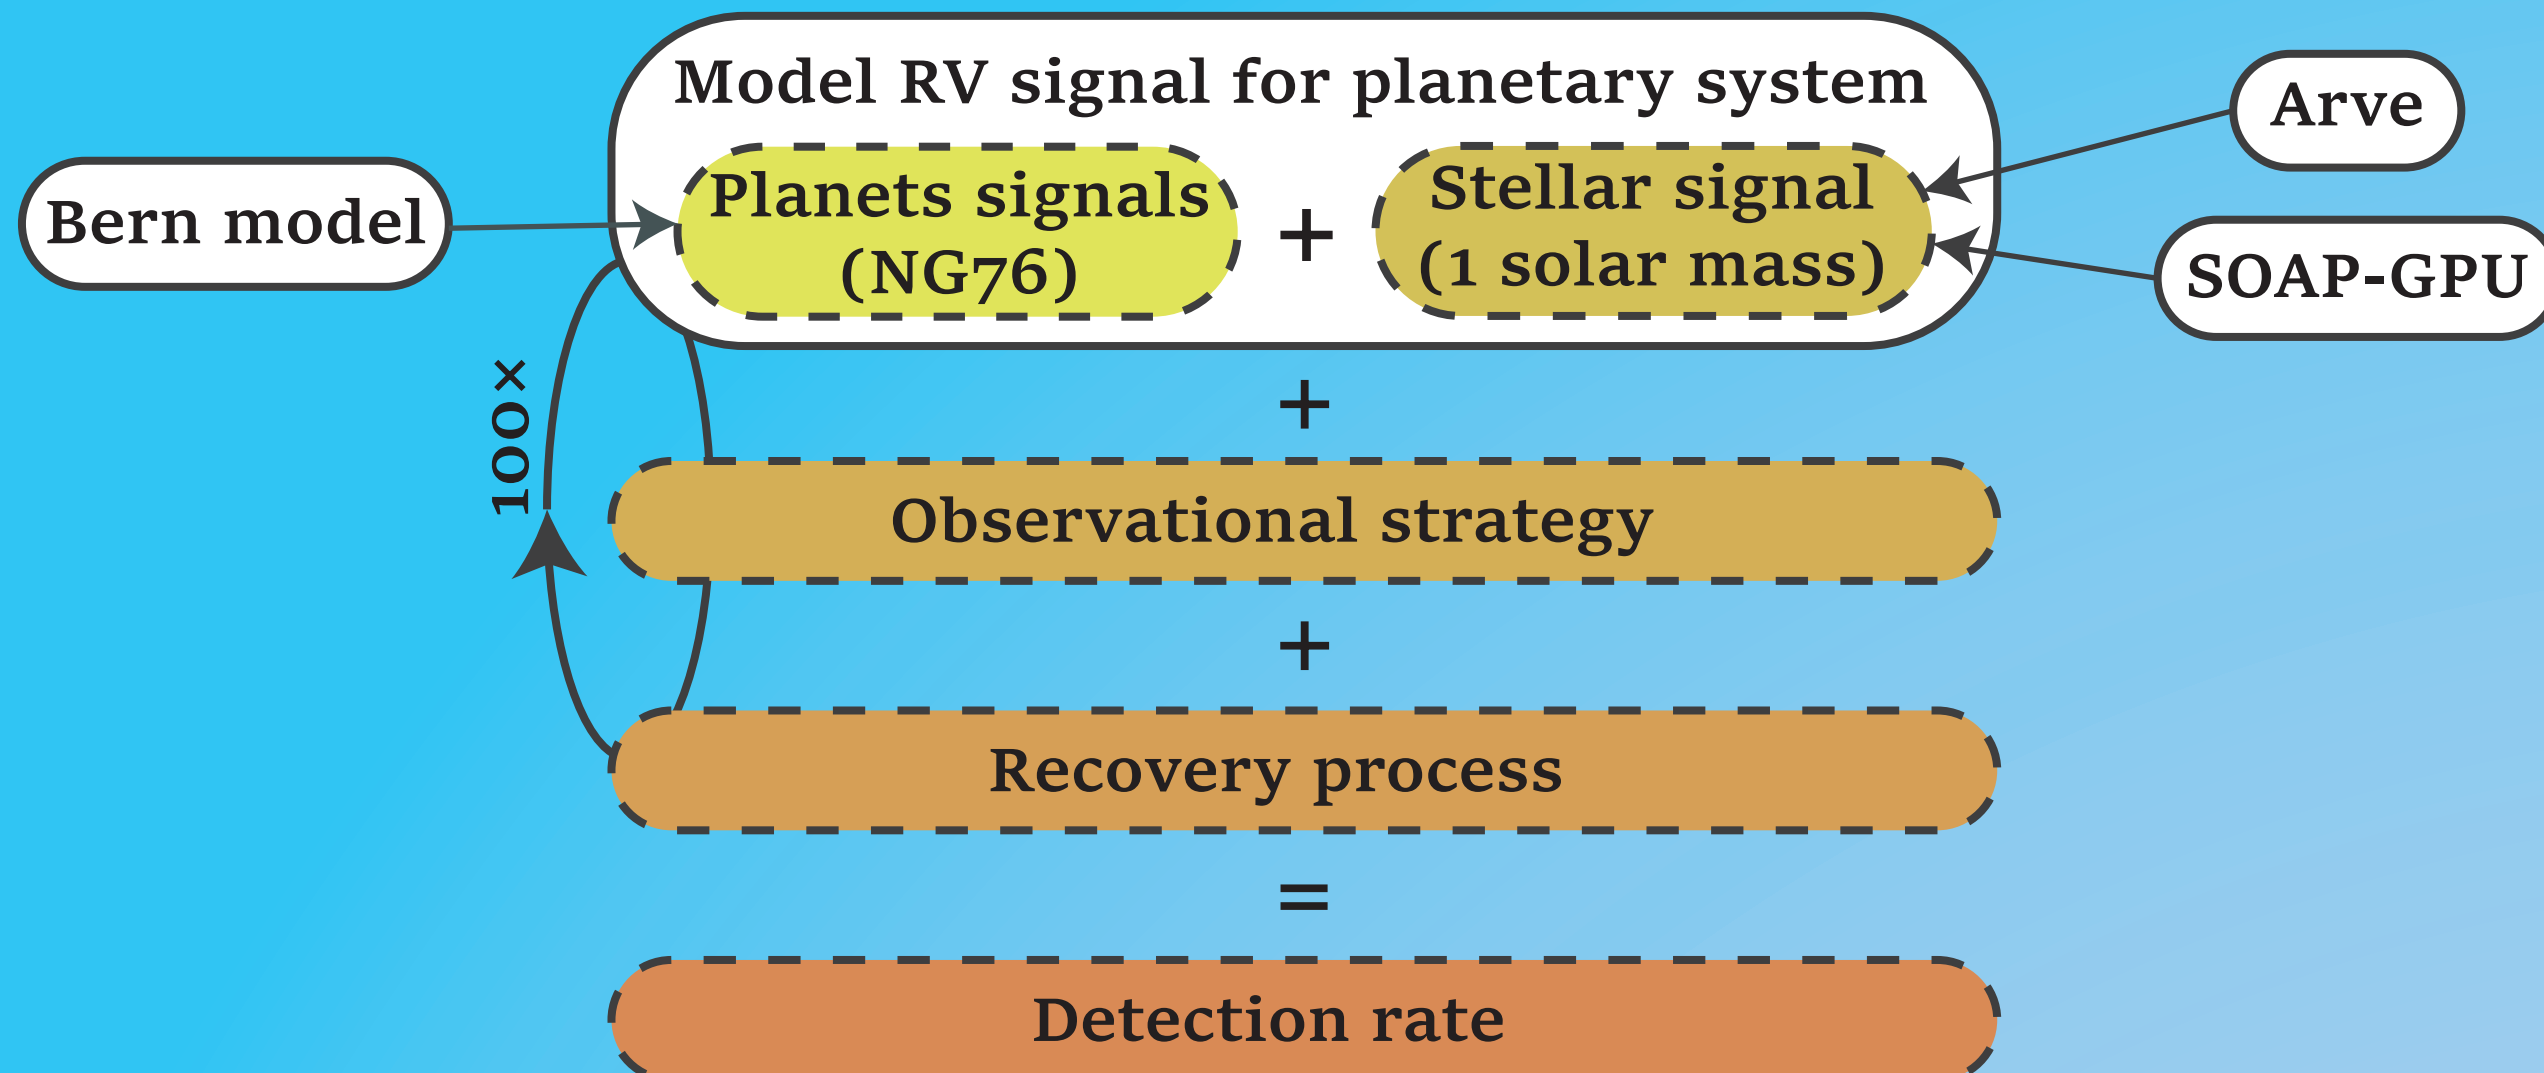 Model RV signal for planetary system
Bern model
Planets signals
(NG76)
+
Stellar signal
(1 solar mass)
Arve
SOAP-GPU
100×
+
Observational strategy
+
Recovery process
=
Detection rate